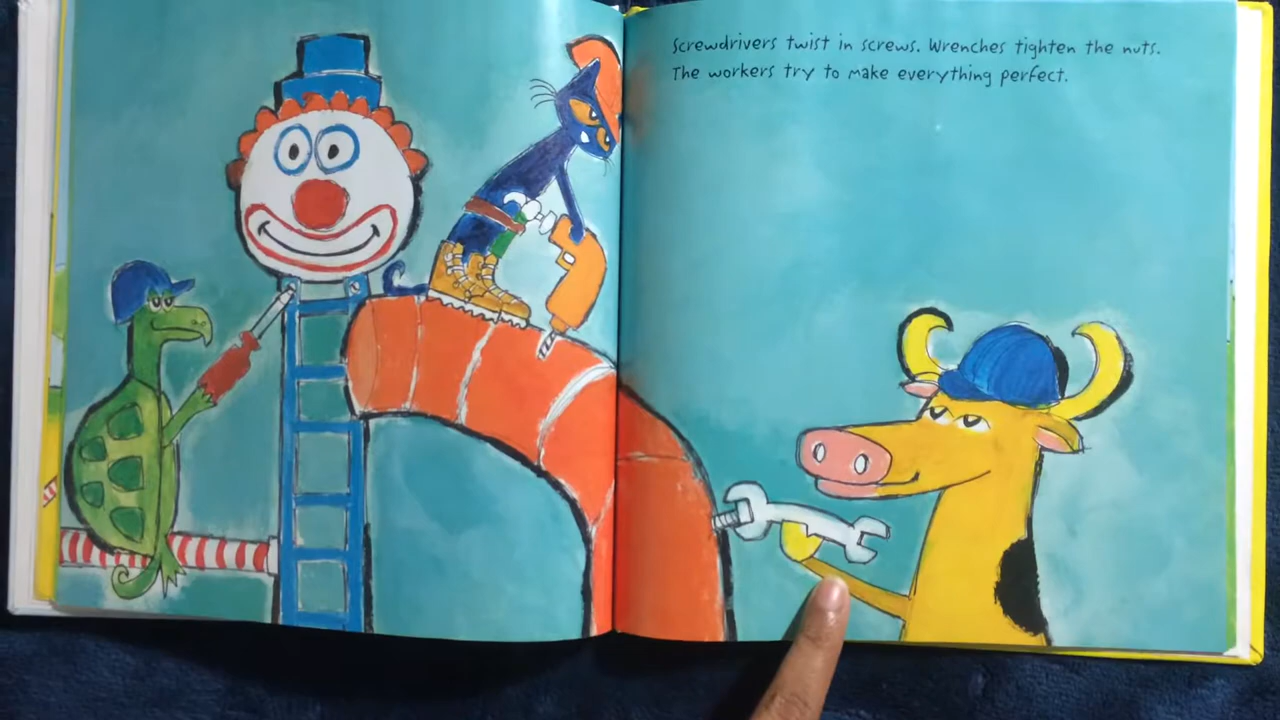 Screwdrivers twist in screws. Wrenches tighten the nuts.
The workers try to make everything perfect.